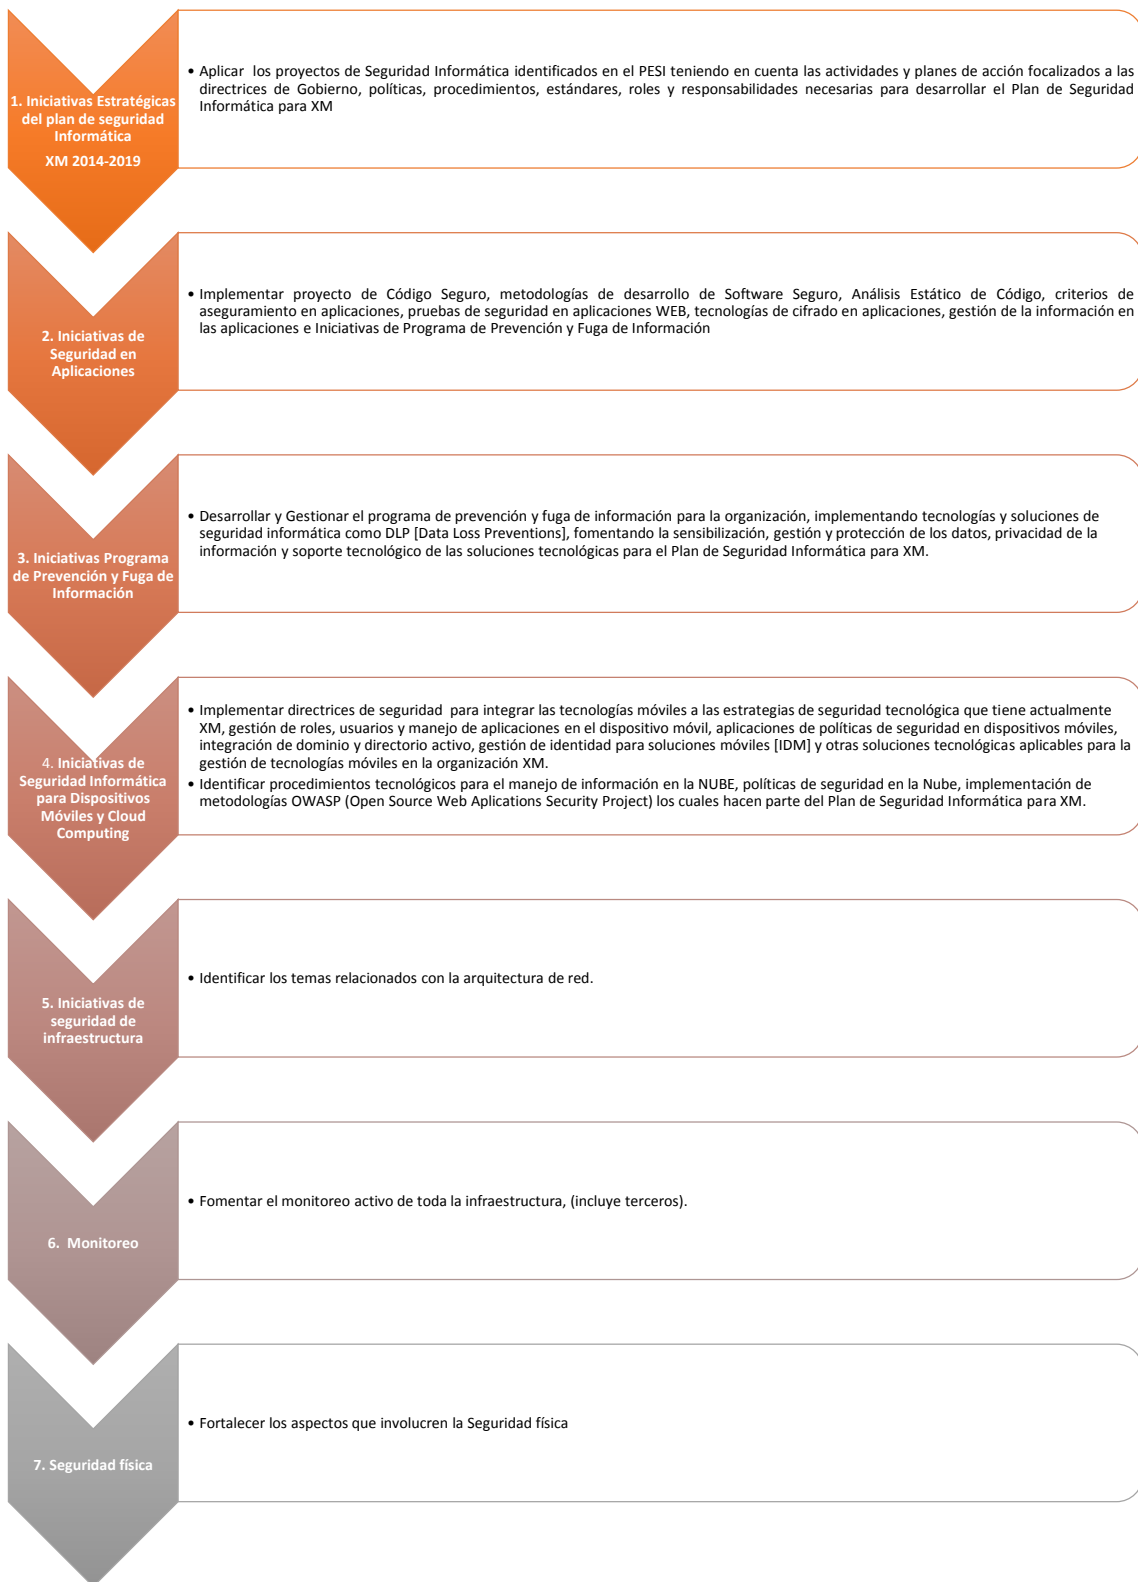 1. Iniciativas Estratégicas
del plan de seguridad
Informática
XM 2014-2019
• Aplicar los proyectos de Seguridad Informática identificados en el PESI teniendo en cuenta las actividades y planes de acción focalizados a las
directrices de Gobierno, políticas, procedimientos, estándares, roles y responsabilidades necesarias para desarrollar el Plan de Seguridad
Informática para XM
2. Iniciativas de
Seguridad en
Aplicaciones
• Implementar proyecto de Código Seguro, metodologías de desarrollo de Software Seguro, Análisis Estático de Código, criterios de
aseguramiento en aplicaciones, pruebas de seguridad en aplicaciones WEB, tecnologías de cifrado en aplicaciones, gestión de la información en
las aplicaciones e Iniciativas de Programa de Prevención y Fuga de Información
3. Iniciativas Programa
de Prevención y Fuga de
Información
• Desarrollar y Gestionar el programa de prevención y fuga de información para la organización, implementando tecnologías y soluciones de
seguridad informática como DLP [Data Loss Preventions], fomentando la sensibilización, gestión y protección de los datos, privacidad de la
información y soporte tecnológico de las soluciones tecnológicas para el Plan de Seguridad Informática para XM.
4. Iniciativas de
Seguridad Informática
para Dispositivos
Móviles y Cloud
Computing
• Implementar directrices de seguridad para integrar las tecnologías móviles a las estrategias de seguridad tecnológica que tiene actualmente
XM, gestión de roles, usuarios y manejo de aplicaciones en el dispositivo móvil, aplicaciones de políticas de seguridad en dispositivos móviles,
integración de dominio y directorio activo, gestión de identidad para soluciones móviles [IDM] y otras soluciones tecnológicas aplicables para la
gestión de tecnologías móviles en la organización XM.
• Identificar procedimientos tecnológicos para el manejo de información en la NUBE, políticas de seguridad en la Nube, implementación de
metodologías OWASP (Open Source Web Aplications Security Project) los cuales hacen parte del Plan de Seguridad Informática para XM.
5. Iniciativas de
seguridad de
infraestructura
• Identificar los temas relacionados con la arquitectura de red.
6. Monitoreo
• Fomentar el monitoreo activo de toda la infraestructura, (incluye terceros).
7. Seguridad física
• Fortalecer los aspectos que involucren la Seguridad física